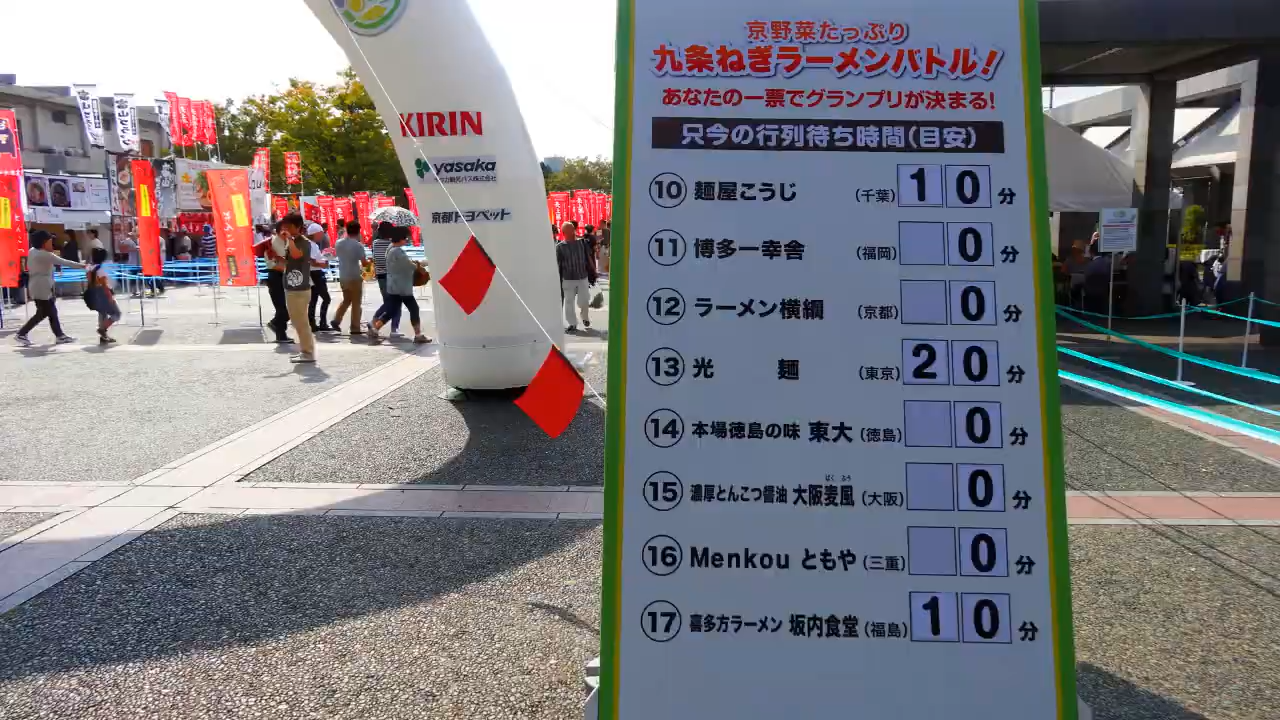 京野菜たっぷり
九条ねぎラーメンバトル!
あなたの一票でグランプリが決まる!
只今の行列待ち時間(目安)
⑩ 麺屋こうじ (千葉) 10分
⑪ 博多一幸舎 (福岡) 0分
⑫ ラーメン横綱 (京都) 0分
⑬ 光 麺 (東京) 20分
⑭ 本場徳島の味 東大 (徳島) 0分
⑮ 濃厚とんこつ醤油 大阪麦風 (大阪) 0分
⑯ Menkou ともや (三重) 0分
⑰ 喜多方ラーメン 坂内食堂 (福島) 10分
KIRIN
yasaka
京都トヨペット